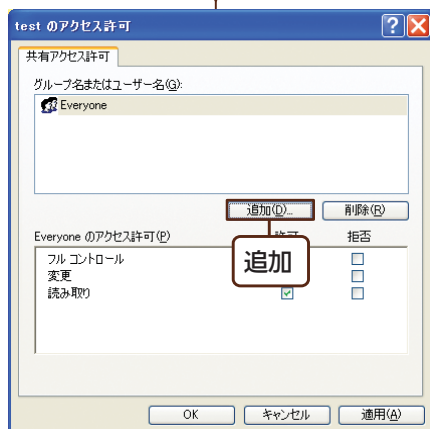 test のアクセス許可
共有アクセス許可
グループ名またはユーザー名(G):
Everyone
追加(D)... 削除(R)
Everyone のアクセス許可(P) 許可 拒否
追加
フル コントロール
変更
読み取り
OK キャンセル 適用(A)